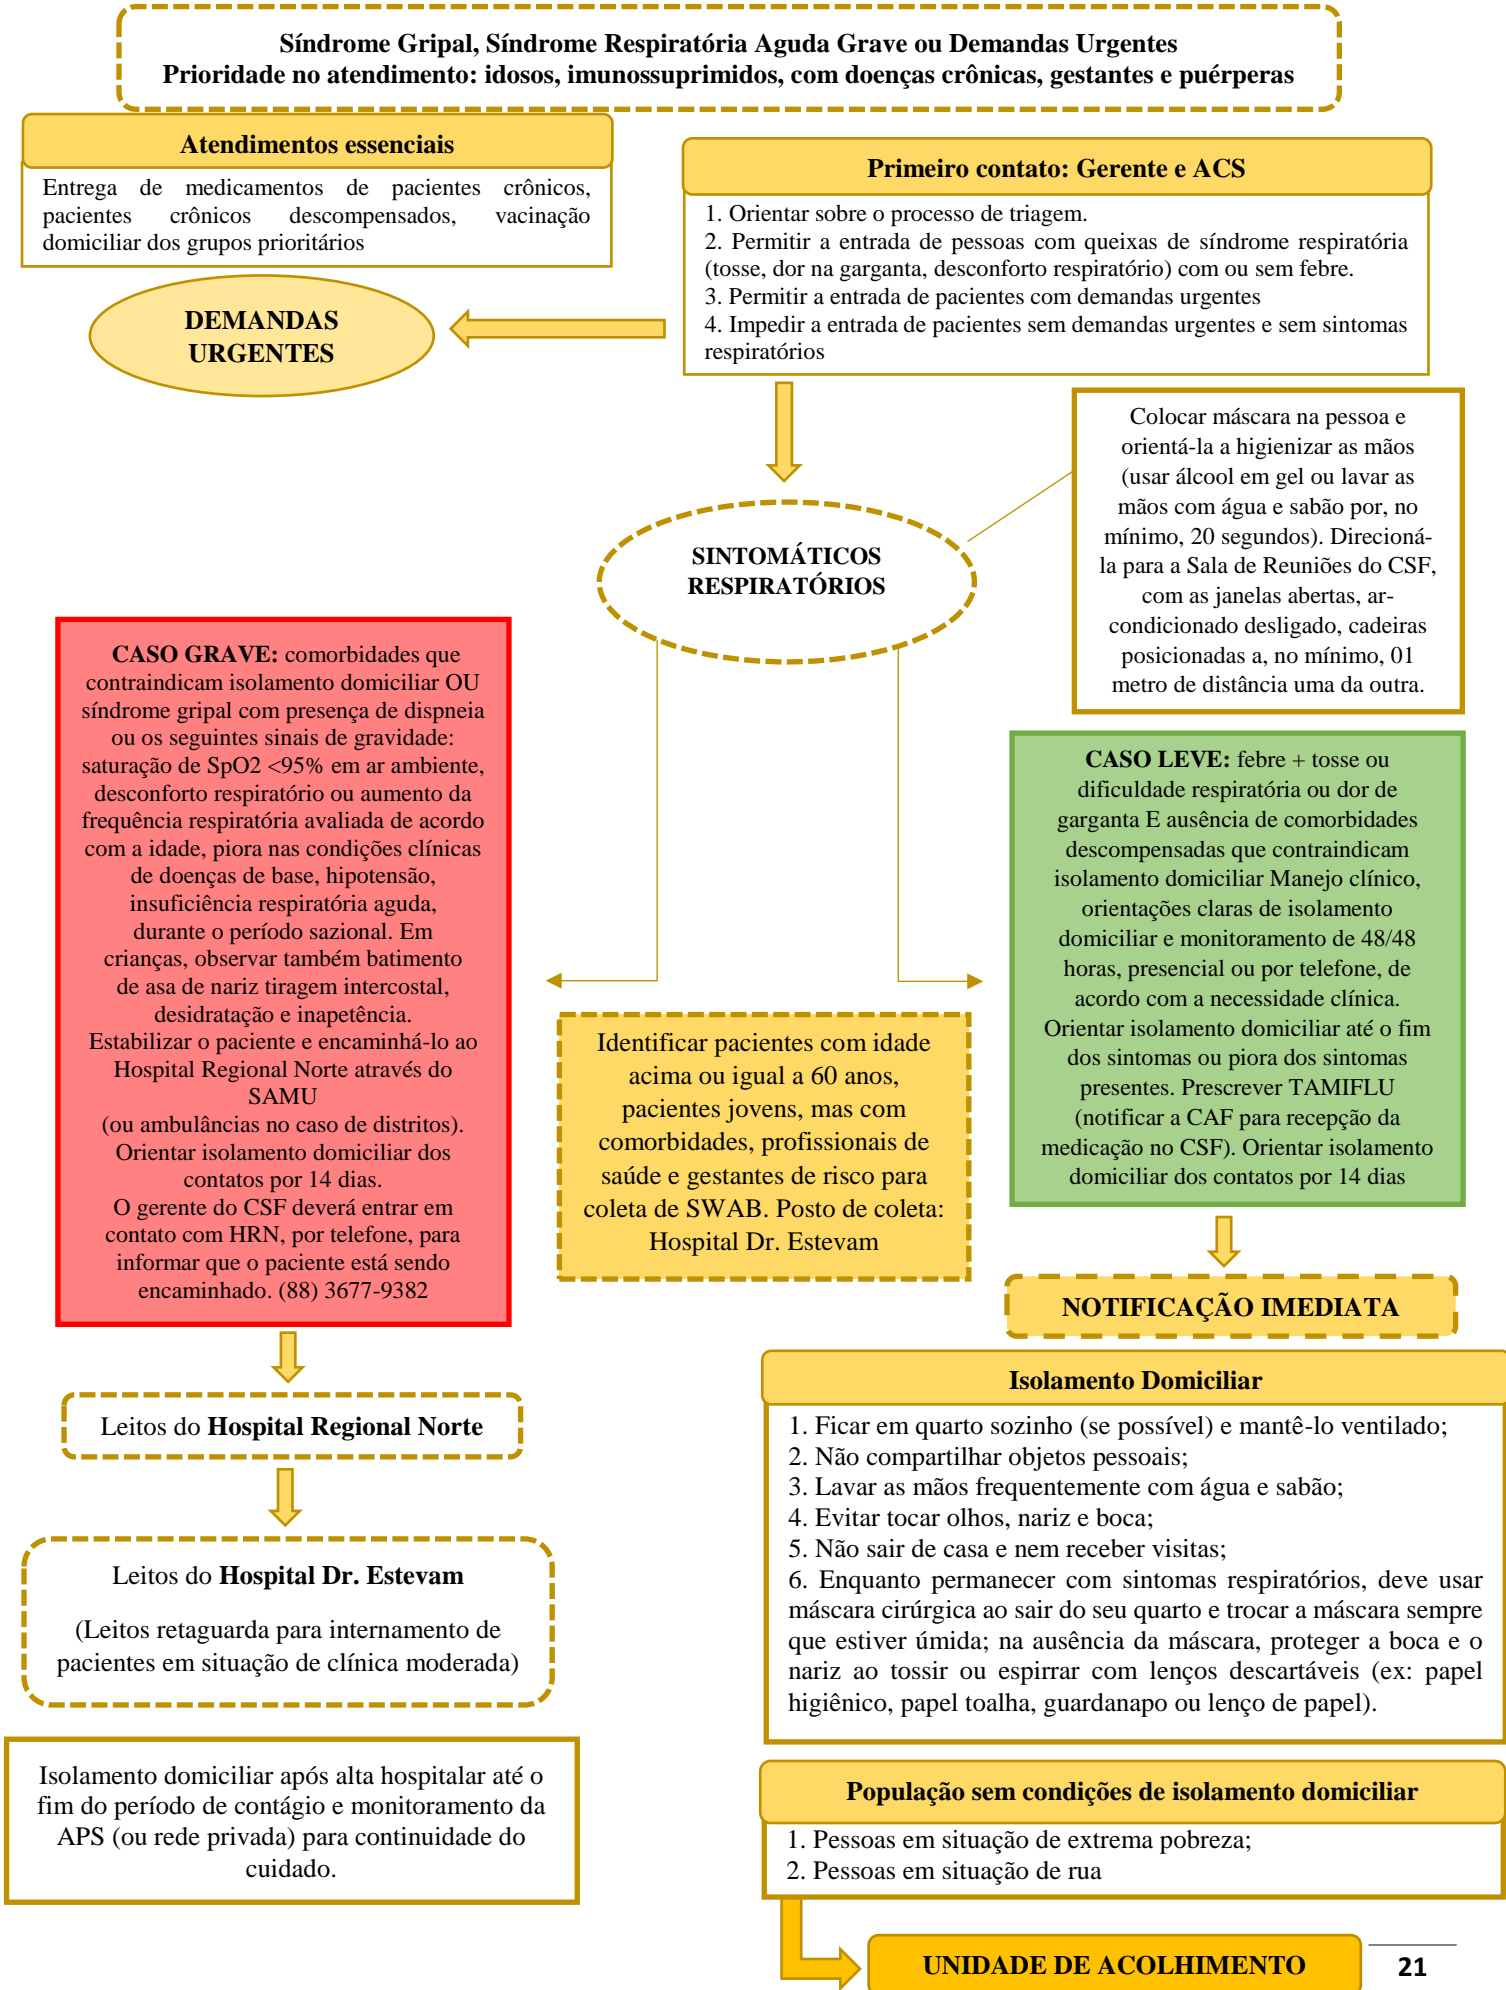 Síndrome Gripal, Síndrome Respiratória Aguda Grave ou Demandas Urgentes
Prioridade no atendimento: idosos, imunossuprimidos, com doenças crônicas, gestantes e puérperas
Atendimentos essenciais
Entrega de medicamentos de pacientes crônicos,
pacientes crônicos descompensados, vacinação
domiciliar dos grupos prioritários
Primeiro contato: Gerente e ACS
1. Orientar sobre o processo de triagem.
2. Permitir a entrada de pessoas com queixas de síndrome respiratória
(tosse, dor na garganta, desconforto respiratório) com ou sem febre.
3. Permitir a entrada de pacientes com demandas urgentes
4. Impedir a entrada de pacientes sem demandas urgentes e sem sintomas
respiratórios
DEMANDAS
URGENTES
Colocar máscara na pessoa e
orientá-la a higienizar as mãos
(usar álcool em gel ou lavar as
mãos com água e sabão por, no
mínimo, 20 segundos). Direcioná-
la para a Sala de Reuniões do CSF,
com as janelas abertas, ar-
condicionado desligado, cadeiras
posicionadas a, no mínimo, 01
metro de distância uma da outra.
SINTOMÁTICOS
RESPIRATÓRIOS
CASO GRAVE: comorbidades que
contraindicam isolamento domiciliar OU
síndrome gripal com presença de dispneia
ou os seguintes sinais de gravidade:
saturação de SpO2 <95% em ar ambiente,
desconforto respiratório ou aumento da
frequência respiratória avaliada de acordo
com a idade, piora nas condições clínicas
de doenças de base, hipotensão,
insuficiência respiratória aguda,
durante o período sazional. Em
crianças, observar também batimento
de asa de nariz tiragem intercostal,
desidratação e inapetência.
Estabilizar o paciente e encaminhá-lo ao
Hospital Regional Norte através do
SAMU
(ou ambulâncias no caso de distritos).
Orientar isolamento domiciliar dos
contatos por 14 dias.
O gerente do CSF deverá entrar em
contato com HRN, por telefone, para
informar que o paciente está sendo
encaminhado. (88) 3677-9382
Identificar pacientes com idade
acima ou igual a 60 anos,
pacientes jovens, mas com
comorbidades, profissionais de
saúde e gestantes de risco para
coleta de SWAB. Posto de coleta:
Hospital Dr. Estevam
CASO LEVE: febre + tosse ou
dificuldade respiratória ou dor de
garganta E ausência de comorbidades
descompensadas que contraindicam
isolamento domiciliar Manejo clínico,
orientações claras de isolamento
domiciliar e monitoramento de 48/48
horas, presencial ou por telefone, de
acordo com a necessidade clínica.
Orientar isolamento domiciliar até o fim
dos sintomas ou piora dos sintomas
presentes. Prescrever TAMIFLU
(notificar a CAF para recepção da
medicação no CSF). Orientar isolamento
domiciliar dos contatos por 14 dias
NOTIFICAÇÃO IMEDIATA
Leitos do Hospital Regional Norte
Leitos do Hospital Dr. Estevam
(Leitos retaguarda para internamento de
pacientes em situação de clínica moderada)
Isolamento domiciliar após alta hospitalar até o
fim do período de contágio e monitoramento da
APS (ou rede privada) para continuidade do
cuidado.
Isolamento Domiciliar
1. Ficar em quarto sozinho (se possível) e mantê-lo ventilado;
2. Não compartilhar objetos pessoais;
3. Lavar as mãos frequentemente com água e sabão;
4. Evitar tocar olhos, nariz e boca;
5. Não sair de casa e nem receber visitas;
6. Enquanto permanecer com sintomas respiratórios, deve usar
máscara cirúrgica ao sair do seu quarto e trocar a máscara sempre
que estiver úmida; na ausência da máscara, proteger a boca e o
nariz ao tossir ou espirrar com lenços descartáveis (ex: papel
higiênico, papel toalha, guardanapo ou lenço de papel).
População sem condições de isolamento domiciliar
1. Pessoas em situação de extrema pobreza;
2. Pessoas em situação de rua
UNIDADE DE ACOLHIMENTO
21